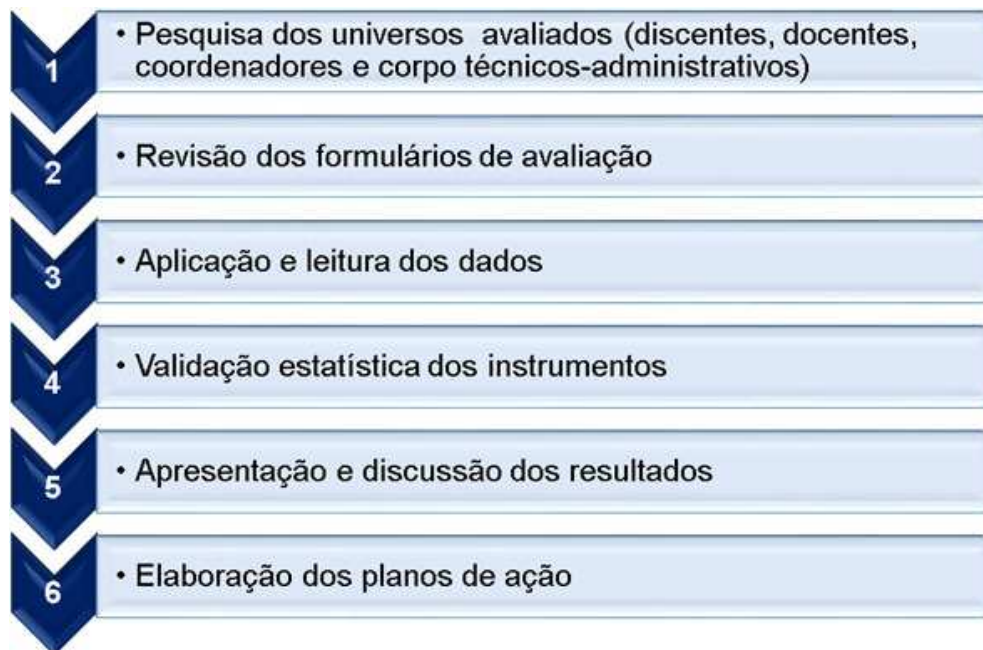 1
• Pesquisa dos universos avaliados (discentes, docentes,
coordenadores e corpo técnicos-administrativos)
2
• Revisão dos formulários de avaliação
3
• Aplicação e leitura dos dados
4
• Validação estatística dos instrumentos
5
• Apresentação e discussão dos resultados
6
• Elaboração dos planos de ação